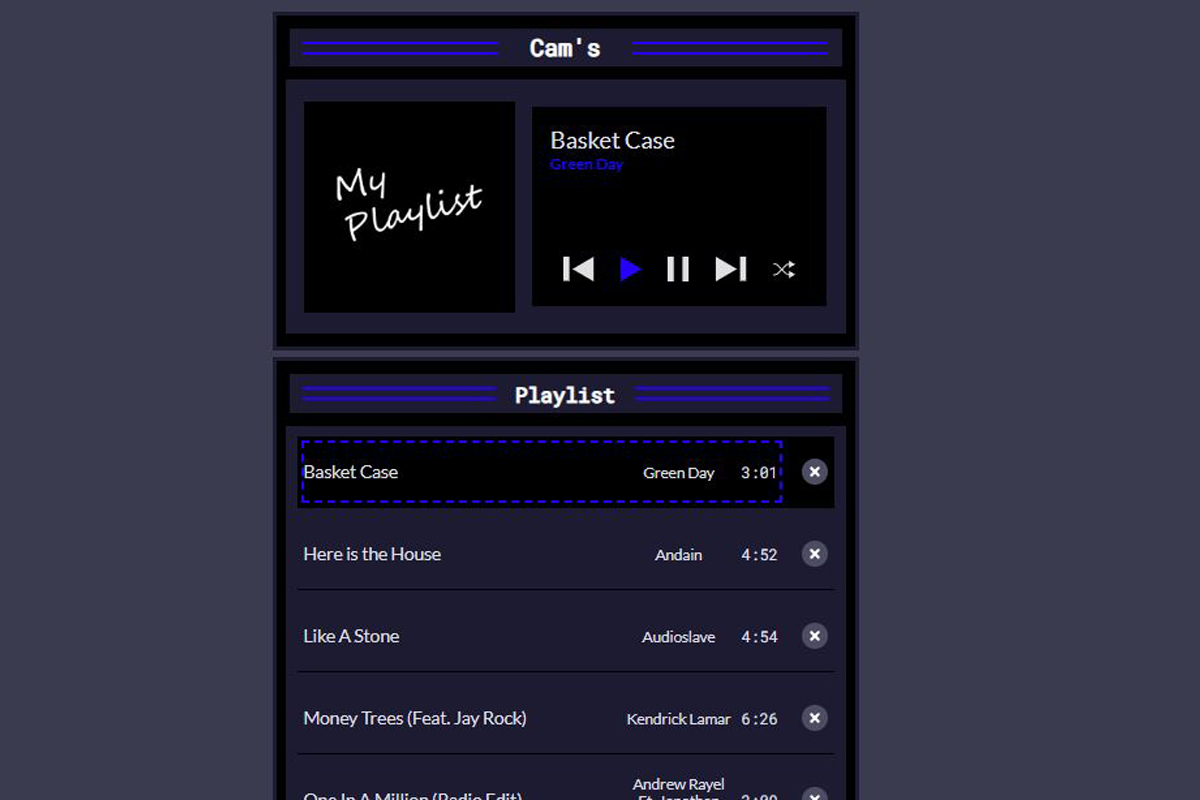 Cam's
My
Playlist
Basket Case
Green Day
Playlist
Basket Case Green Day 3:01
Here is the House Andain 4:52
Like A Stone Audioslave 4:54
Money Trees (Feat. Jay Rock) Kendrick Lamar 6:26
Andrew Rayel
One In A Million (Radio Edit) Ft. Jonathan